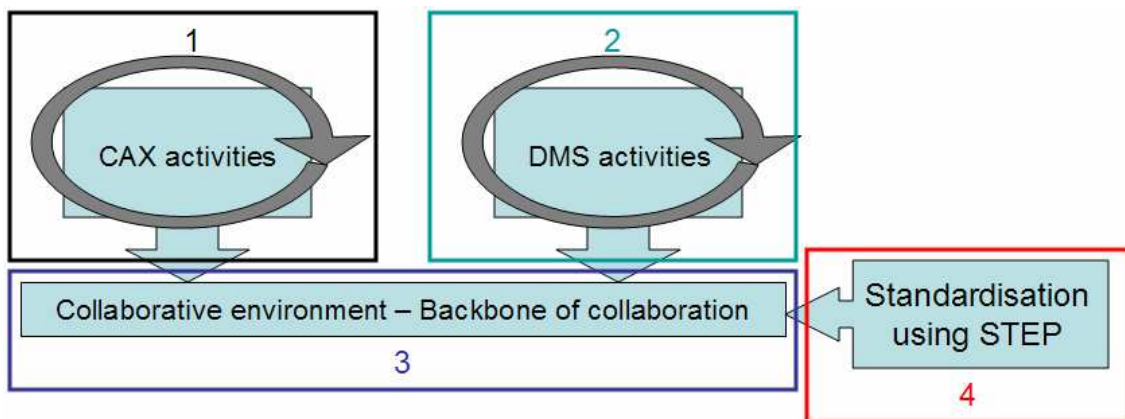 1
2
CAX activities
DMS activities
Collaborative environment – Backbone of collaboration
3
Standardisation
using STEP
4